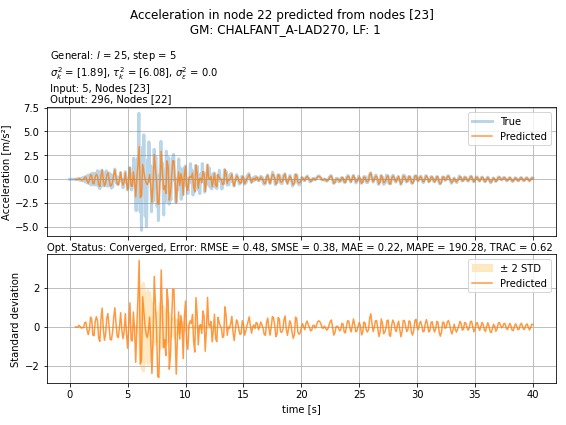 Acceleration in node 22 predicted from nodes [23]
GM: CHALFANT_A-LAD270, LF: 1
General: l = 25, step = 5
σ²ₖ = [1.89], τ²ₖ = [6.08], σ²ε = 0.0
Input: 5, Nodes [23]
Output: 296, Nodes [22]
Acceleration [m/s²]
7.5
5.0
2.5
0.0
−2.5
−5.0
True
Predicted
Opt. Status: Converged, Error: RMSE = 0.48, SMSE = 0.38, MAE = 0.22, MAPE = 190.28, TRAC = 0.62
Standard deviation
2
0
−2
± 2 STD
Predicted
0 5 10 15 20 25 30 35 40
time [s]